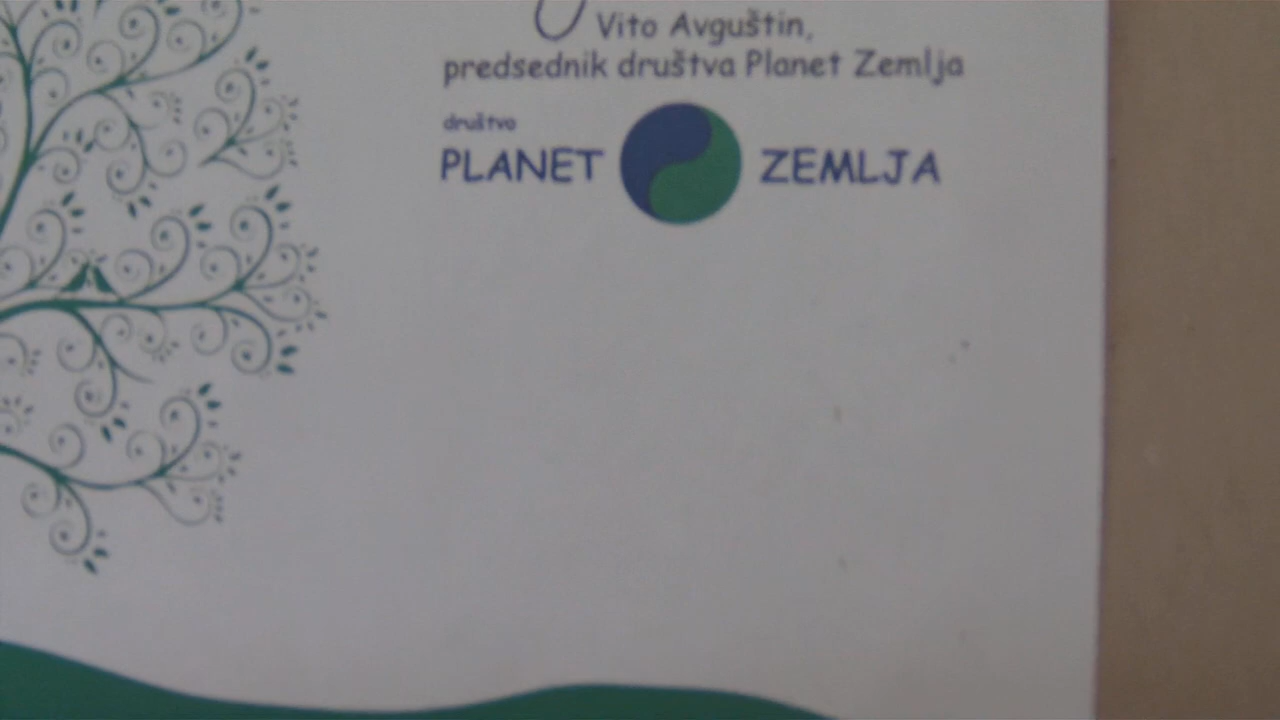 Vito Avguštin,
predsednik društva Planet Zemlja
društvo
PLANET ZEMLJA